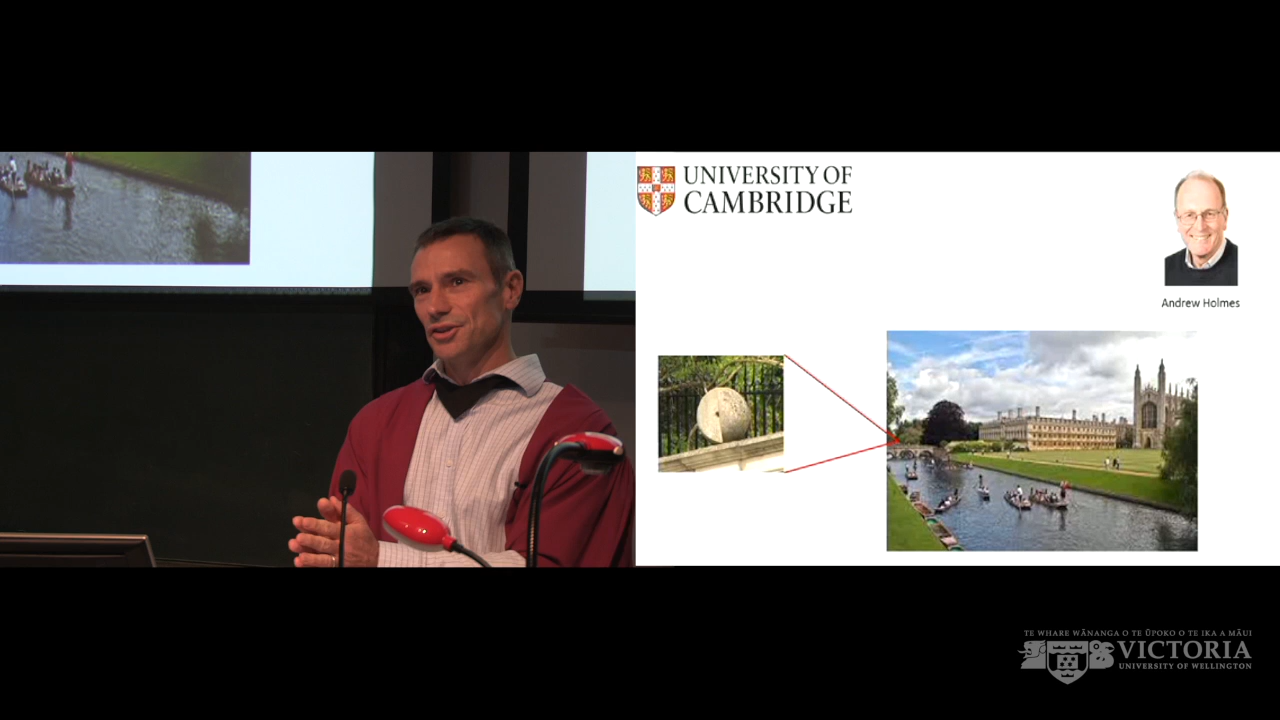 UNIVERSITY OF
CAMBRIDGE
Andrew Holmes
TE WHARE WĀNANGA O TE ŪPOKO O TE IKA A MĀUI
VICTORIA
UNIVERSITY OF WELLINGTON